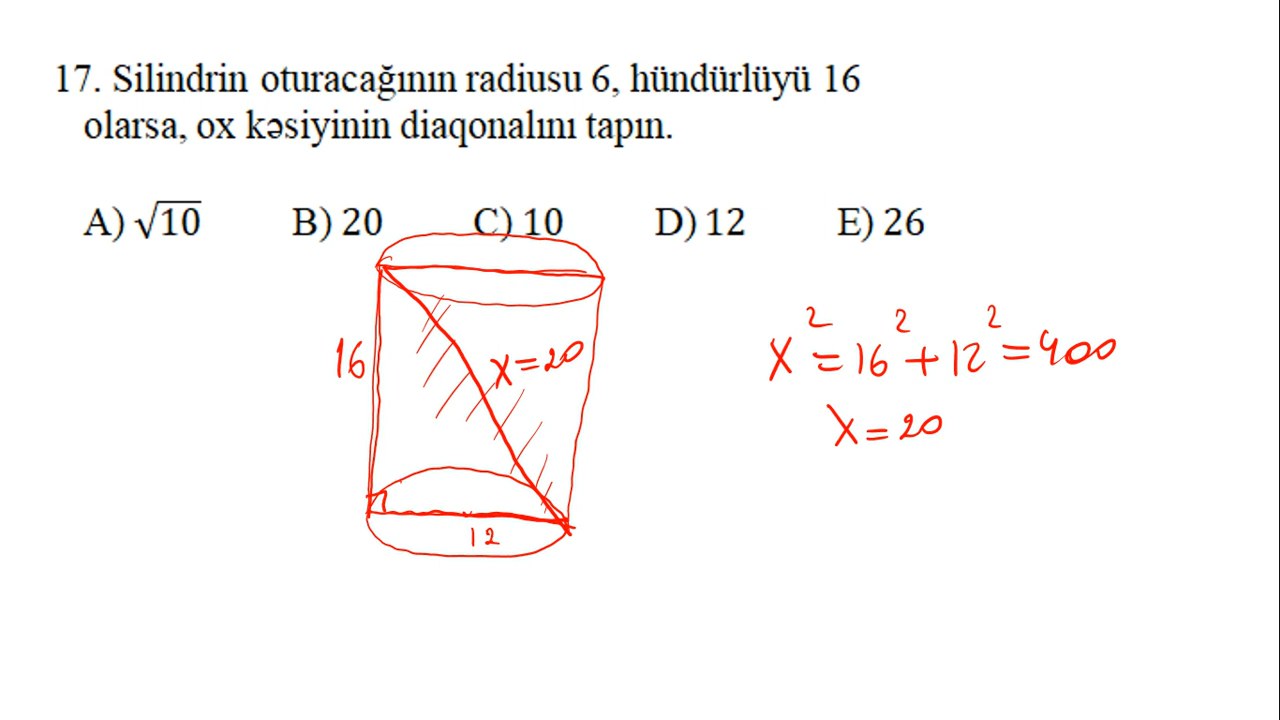 17. Silindrin oturacağının radiusu 6, hündürlüyü 16
olarsa, ox kəsiyinin diaqonalını tapın.
A) √10 B) 20 C) 10 D) 12 E) 26
16
x=20
12
x²=16²+12²=400
x=20